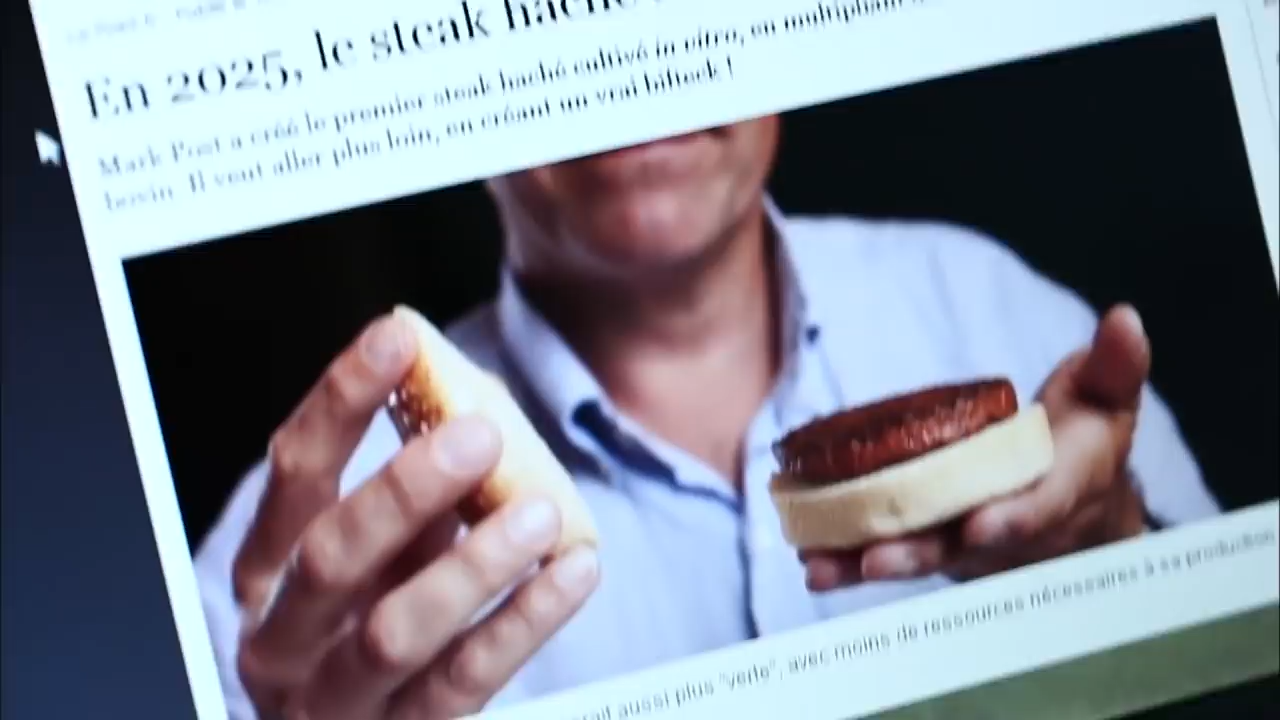 En 2025, le steak haché
Mark Post a créé le premier steak haché cultivé in vitro, en multipliant
bovin. Il veut aller plus loin, en créant un vrai bifteck !
aussi plus "verte", avec moins de ressources nécessaires à sa production